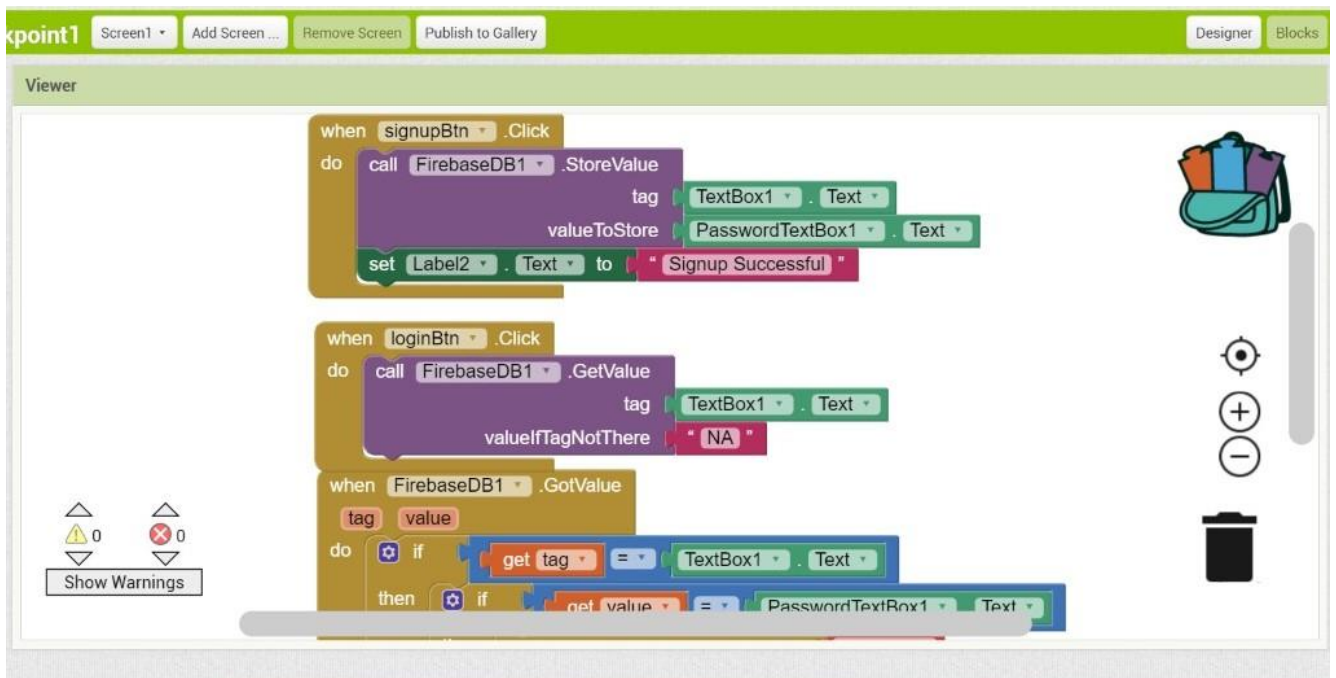 kpoint1 Screen1 Add Screen ... Remove Screen Publish to Gallery Designer Blocks
Viewer
when signupBtn .Click
do call FirebaseDB1 .StoreValue
tag TextBox1 . Text
valueToStore PasswordTextBox1 . Text
set Label2 . Text to " Signup Successful "
when loginBtn .Click
do call FirebaseDB1 .GetValue
tag TextBox1 . Text
valueIfTagNotThere " NA "
when FirebaseDB1 .GotValue
tag value
do if get tag = TextBox1 . Text
then if get value = PasswordTextBox1 . Text
0 0
Show Warnings